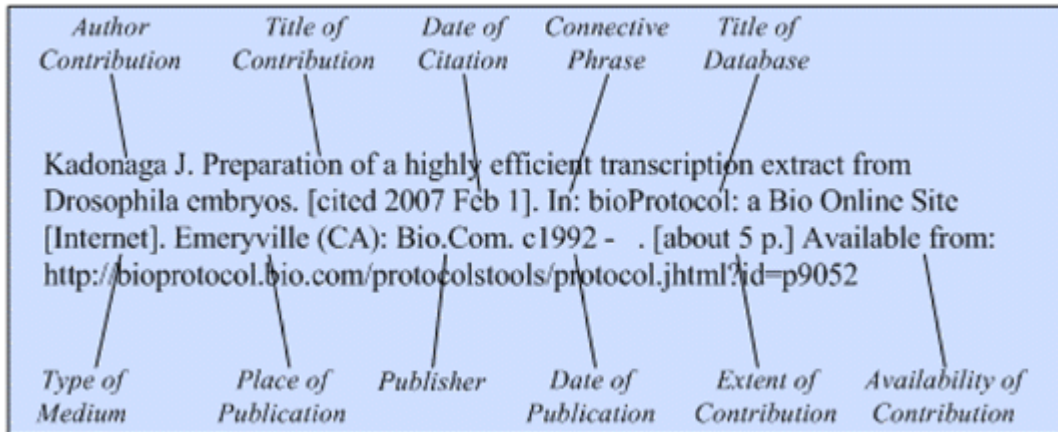 Author Title of Date of Connective Title of
Contribution Contribution Citation Phrase Database
Kadonaga J. Preparation of a highly efficient transcription extract from
Drosophila embryos. [cited 2007 Feb 1]. In: bioProtocol: a Bio Online Site
[Internet]. Emeryville (CA): Bio.Com. c1992 - . [about 5 p.] Available from:
http://bioprotocol.bio.com/protocolstools/protocol.jhtml?id=p9052
Type of Place of Publisher Date of Extent of Availability of
Medium Publication Publication Contribution Contribution